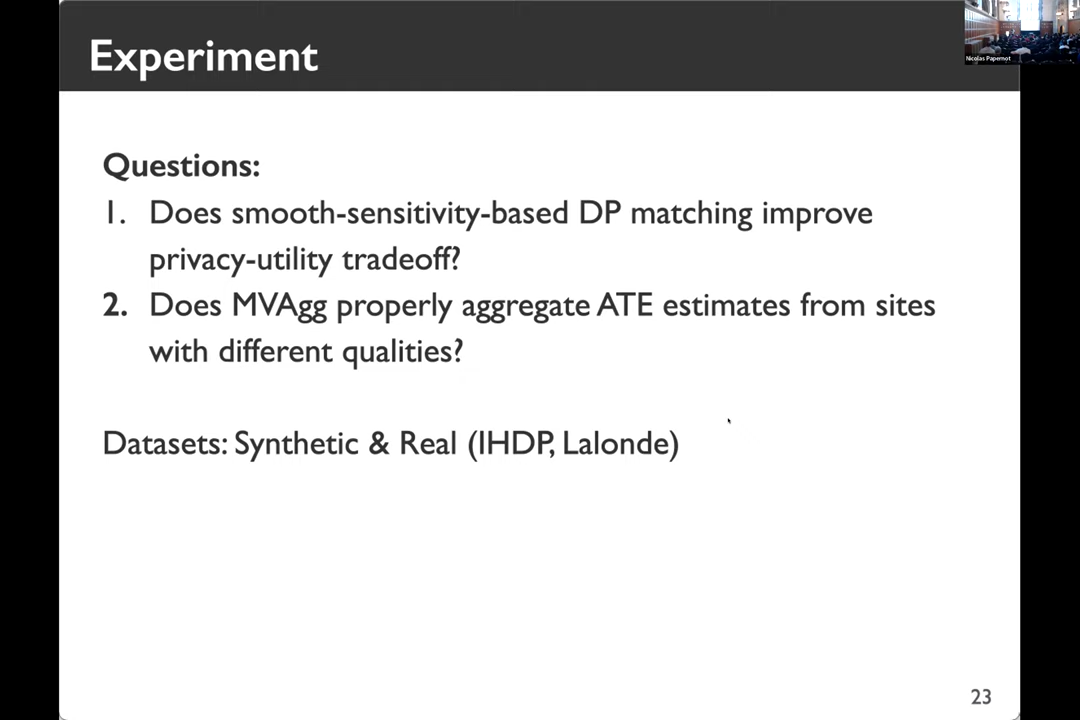 Experiment
Nicolas Papernot
Questions:
1. Does smooth-sensitivity-based DP matching improve
privacy-utility tradeoff?
2. Does MVAgg properly aggregate ATE estimates from sites
with different qualities?
Datasets: Synthetic & Real (IHDP, Lalonde)
23